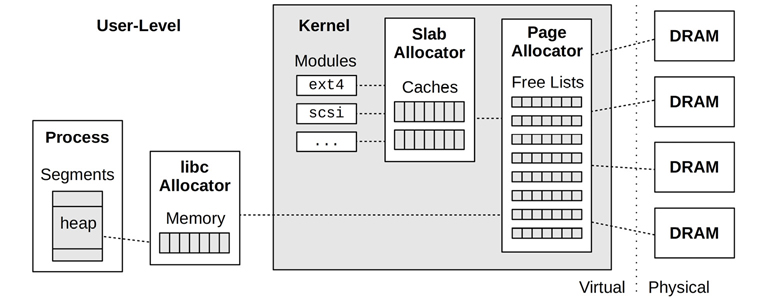 User-Level
Process
Segments
heap
libc
Allocator
Memory
Kernel
Modules
ext4
scsi
...
Slab
Allocator
Caches
Page
Allocator
Free Lists
DRAM
DRAM
DRAM
DRAM
Virtual
Physical